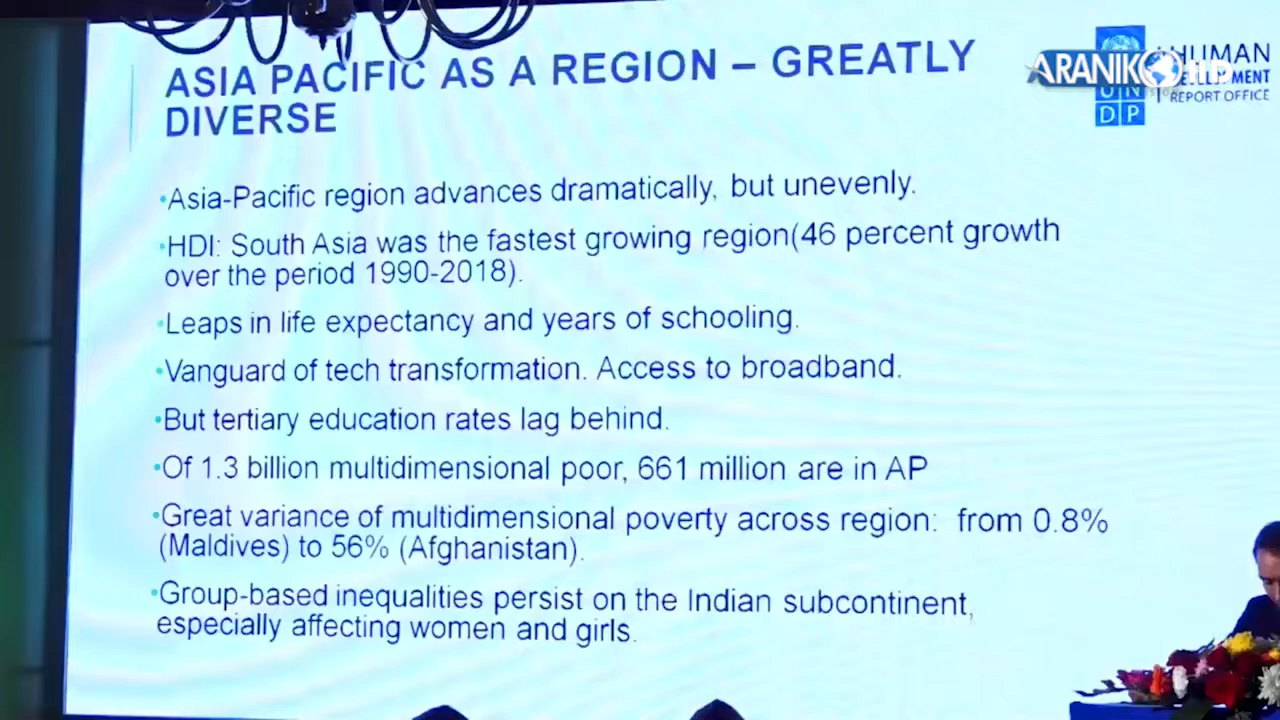 ASIA PACIFIC AS A REGION – GREATLY
DIVERSE
ARANIKO HD
HUMAN
DEVELOPMENT
REPORT OFFICE
UN
DP
•Asia-Pacific region advances dramatically, but unevenly.
•HDI: South Asia was the fastest growing region(46 percent growth
over the period 1990-2018).
•Leaps in life expectancy and years of schooling.
•Vanguard of tech transformation. Access to broadband.
•But tertiary education rates lag behind.
•Of 1.3 billion multidimensional poor, 661 million are in AP
•Great variance of multidimensional poverty across region: from 0.8%
(Maldives) to 56% (Afghanistan).
•Group-based inequalities persist on the Indian subcontinent,
especially affecting women and girls.